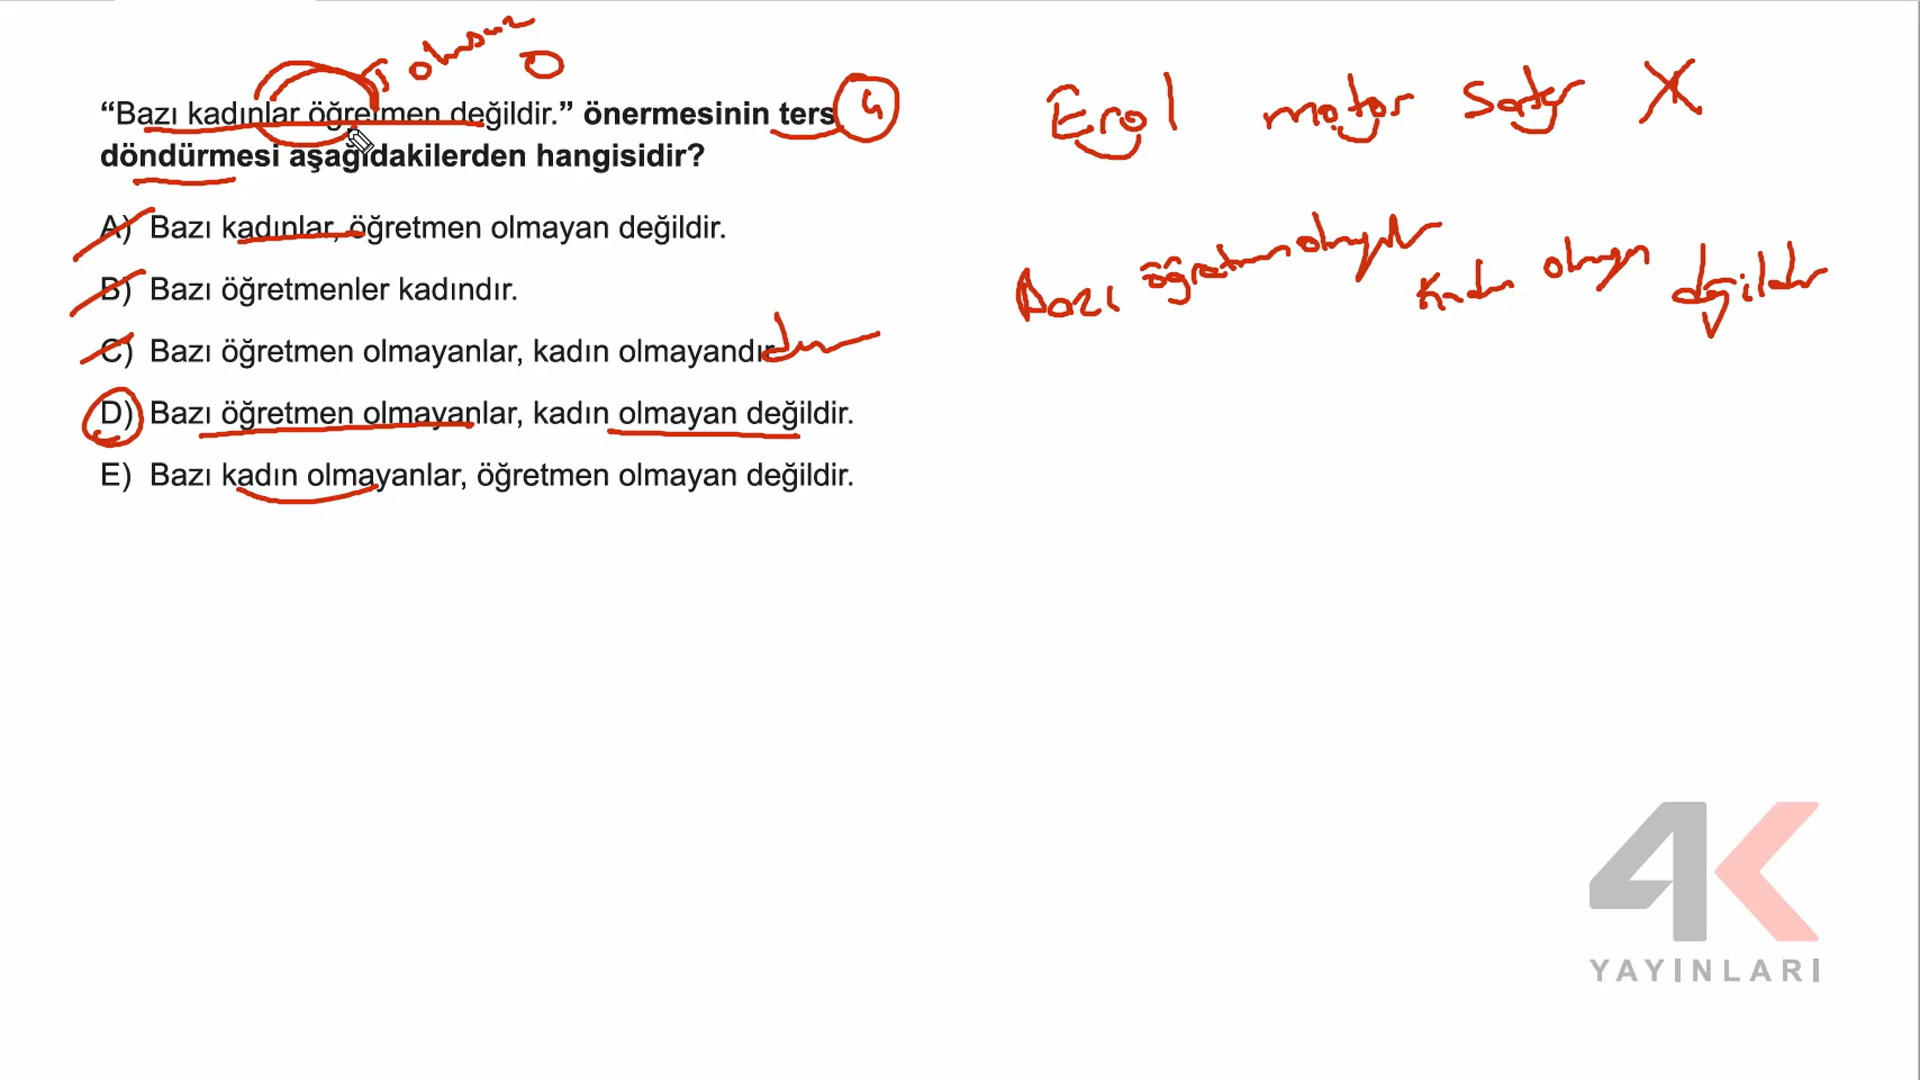 olumsuz O
“Bazı kadınlar öğretmen değildir.” önermesinin ters
döndürmesi aşağıdakilerden hangisidir?
A) Bazı kadınlar, öğretmen olmayan değildir.
B) Bazı öğretmenler kadındır.
C) Bazı öğretmen olmayanlar, kadın olmayandır.
D) Bazı öğretmen olmayanlar, kadın olmayan değildir.
E) Bazı kadın olmayanlar, öğretmen olmayan değildir.
Erol motor satar X
Bazı öğretmen olmayanlar kadın olmayan değildir
4K
YAYINLARI